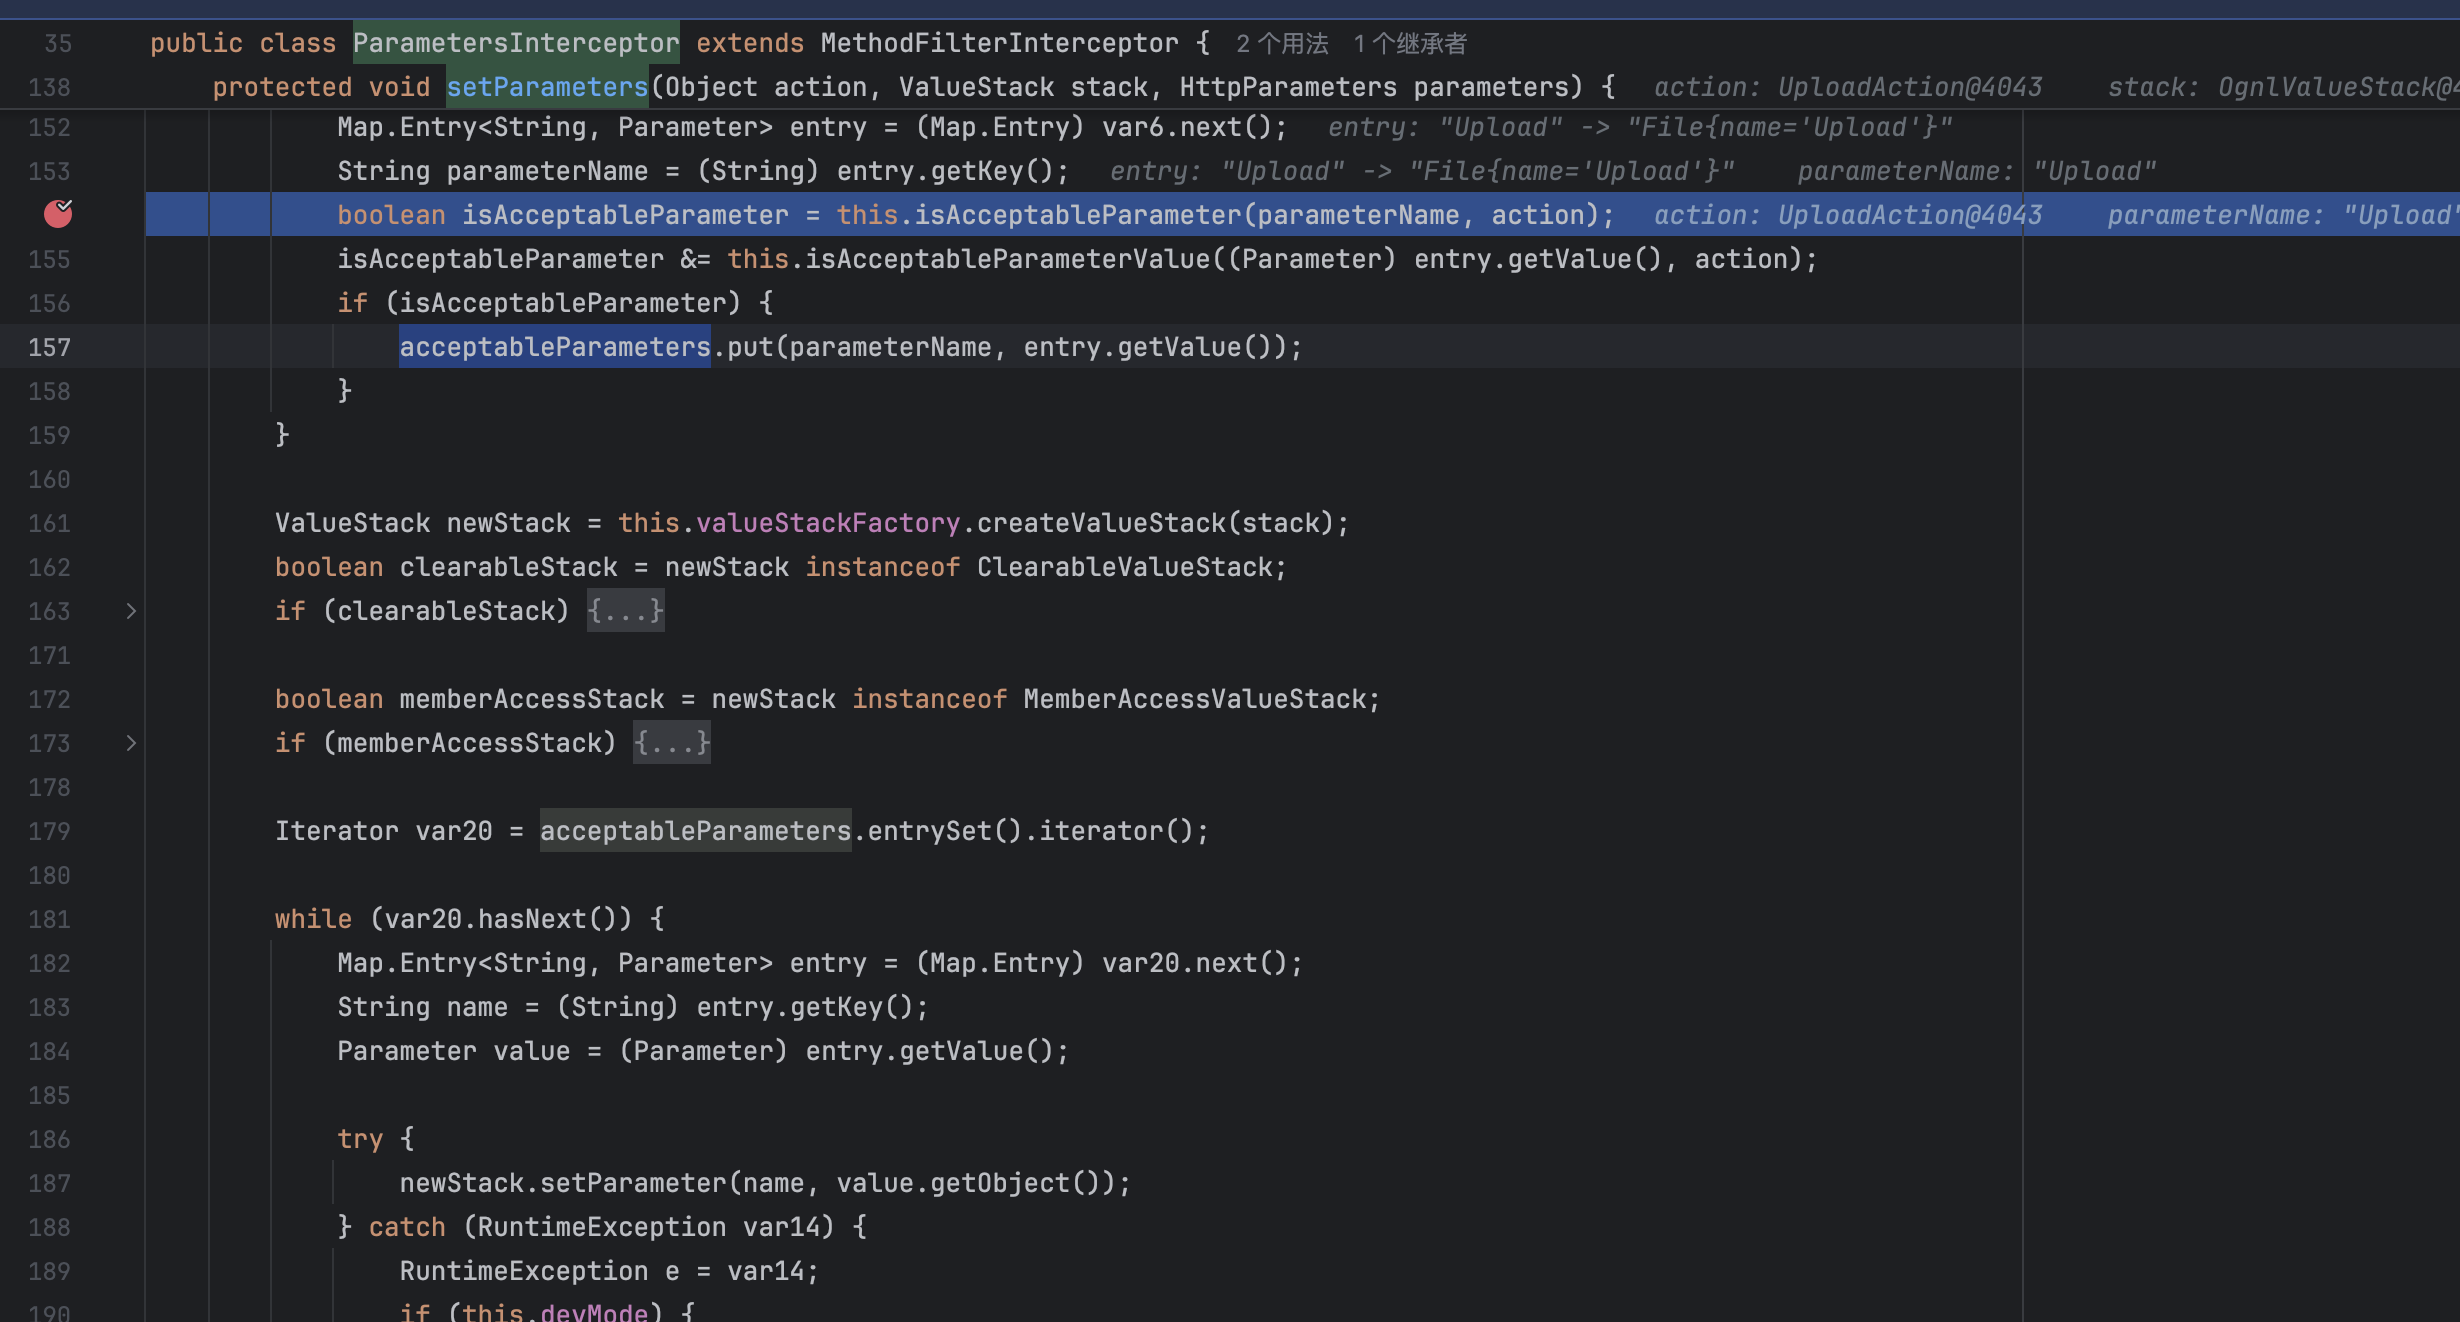 35 public class ParametersInterceptor extends MethodFilterInterceptor { 2 个用法 1 个继承者
138 protected void setParameters(Object action, ValueStack stack, HttpParameters parameters) { action: UploadAction@4043 stack: OgnlValueStack@4
152 Map.Entry<String, Parameter> entry = (Map.Entry) var6.next(); entry: "Upload" -> "File{name='Upload'}"
153 String parameterName = (String) entry.getKey(); entry: "Upload" -> "File{name='Upload'}" parameterName: "Upload"
boolean isAcceptableParameter = this.isAcceptableParameter(parameterName, action); action: UploadAction@4043 parameterName: "Upload"
155 isAcceptableParameter &= this.isAcceptableParameterValue((Parameter) entry.getValue(), action);
156 if (isAcceptableParameter) {
157 acceptableParameters.put(parameterName, entry.getValue());
158 }
159 }
160
161 ValueStack newStack = this.valueStackFactory.createValueStack(stack);
162 boolean clearableStack = newStack instanceof ClearableValueStack;
163 if (clearableStack) {...}
171
172 boolean memberAccessStack = newStack instanceof MemberAccessValueStack;
173 if (memberAccessStack) {...}
178
179 Iterator var20 = acceptableParameters.entrySet().iterator();
180
181 while (var20.hasNext()) {
182 Map.Entry<String, Parameter> entry = (Map.Entry) var20.next();
183 String name = (String) entry.getKey();
184 Parameter value = (Parameter) entry.getValue();
185
186 try {
187 newStack.setParameter(name, value.getObject());
188 } catch (RuntimeException var14) {
189 RuntimeException e = var14;
190 if (this.devMode) {